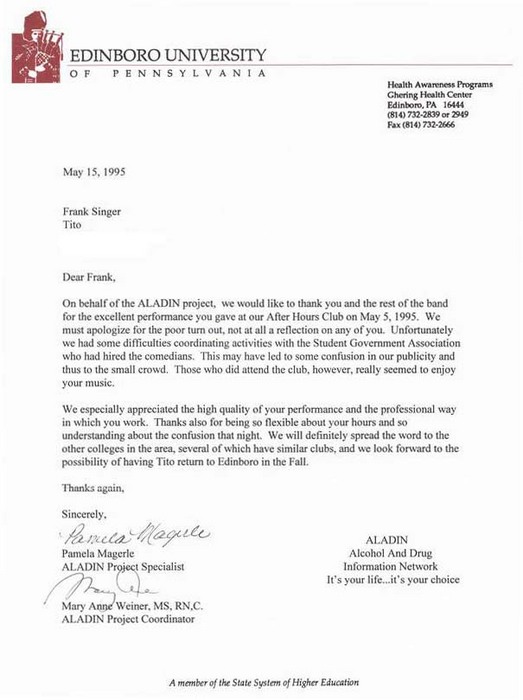 EDINBORO UNIVERSITY
OF PENNSYLVANIA
Health Awareness Programs
Ghering Health Center
Edinboro, PA 16444
(814) 732-2839 or 2949
Fax (814) 732-2666
May 15, 1995
Frank Singer
Tito
Dear Frank,
On behalf of the ALADIN project, we would like to thank you and the rest of the band
for the excellent performance you gave at our After Hours Club on May 5, 1995. We
must apologize for the poor turn out, not at all a reflection on any of you. Unfortunately
we had some difficulties coordinating activities with the Student Government Association
who had hired the comedians. This may have led to some confusion in our publicity and
thus to the small crowd. Those who did attend the club, however, really seemed to enjoy
your music.
We especially appreciated the high quality of your performance and the professional way
in which you work. Thanks also for being so flexible about your hours and so
understanding about the confusion that night. We will definitely spread the word to the
other colleges in the area, several of which have similar clubs, and we look forward to the
possibility of having Tito return to Edinboro in the Fall.
Thanks again,
Sincerely,
Pamela Magerle
Pamela Magerle
ALADIN Project Specialist
Mary Anne Weiner, MS, RN,C.
ALADIN Project Coordinator
ALADIN
Alcohol And Drug
Information Network
It's your life...it's your choice
A member of the State System of Higher Education